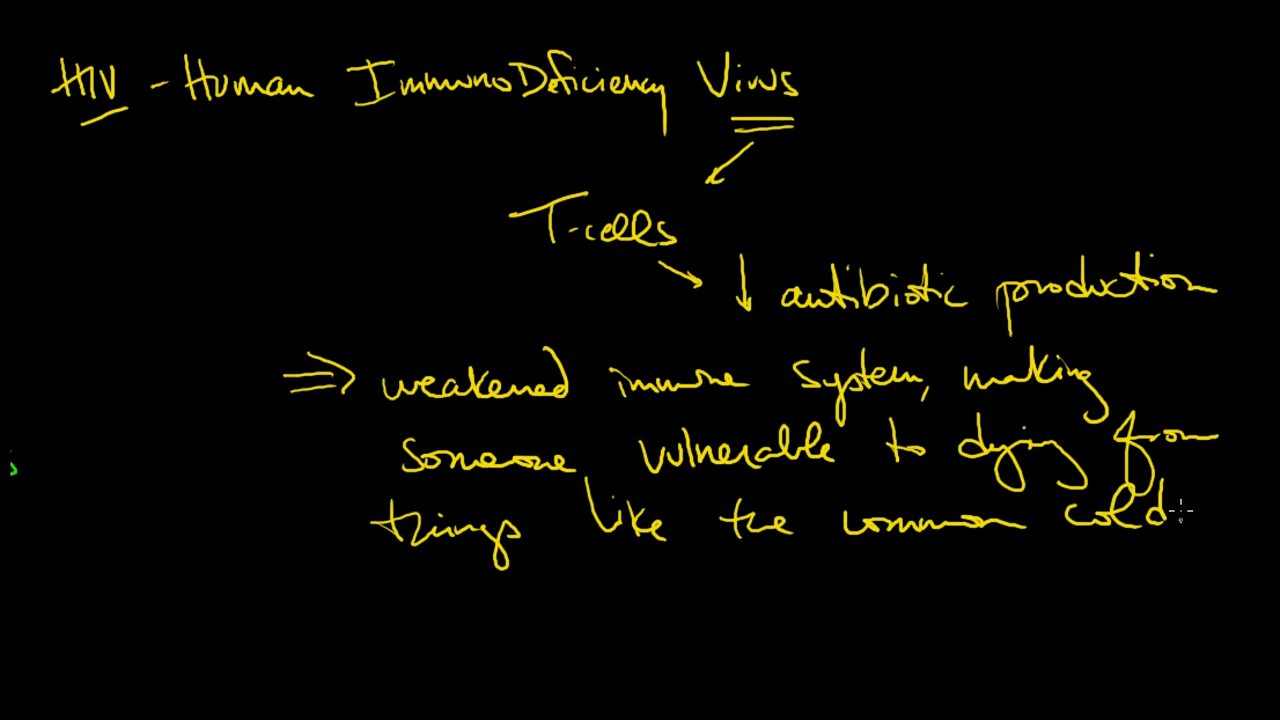 HIV - Human ImmunoDeficiency Virus
T-cells
↓ antibiotic production
⇒ weakened immune system, making
someone vulnerable to dying from
things like the common cold